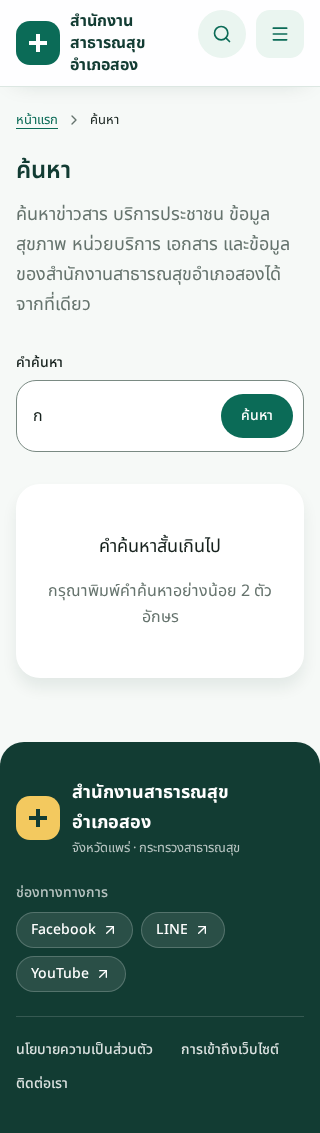 สำนักงาน
สาธารณสุข
อำเภอสอง
หน้าแรก
ค้นหา
ค้นหา
ค้นหาข่าวสาร บริการประชาชน ข้อมูล
สุขภาพ หน่วยบริการ เอกสาร และข้อมูล
ของสำนักงานสาธารณสุขอำเภอสองได้
จากที่เดียว
คำค้นหา
ก
ค้นหา
คำค้นหาสั้นเกินไป
กรุณาพิมพ์คำค้นหาอย่างน้อย 2 ตัว
อักษร
สำนักงานสาธารณสุข
อำเภอสอง
จังหวัดแพร่ · กระทรวงสาธารณสุข
ช่องทางทางการ
Facebook
LINE
YouTube
นโยบายความเป็นส่วนตัว
การเข้าถึงเว็บไซต์
ติดต่อเรา